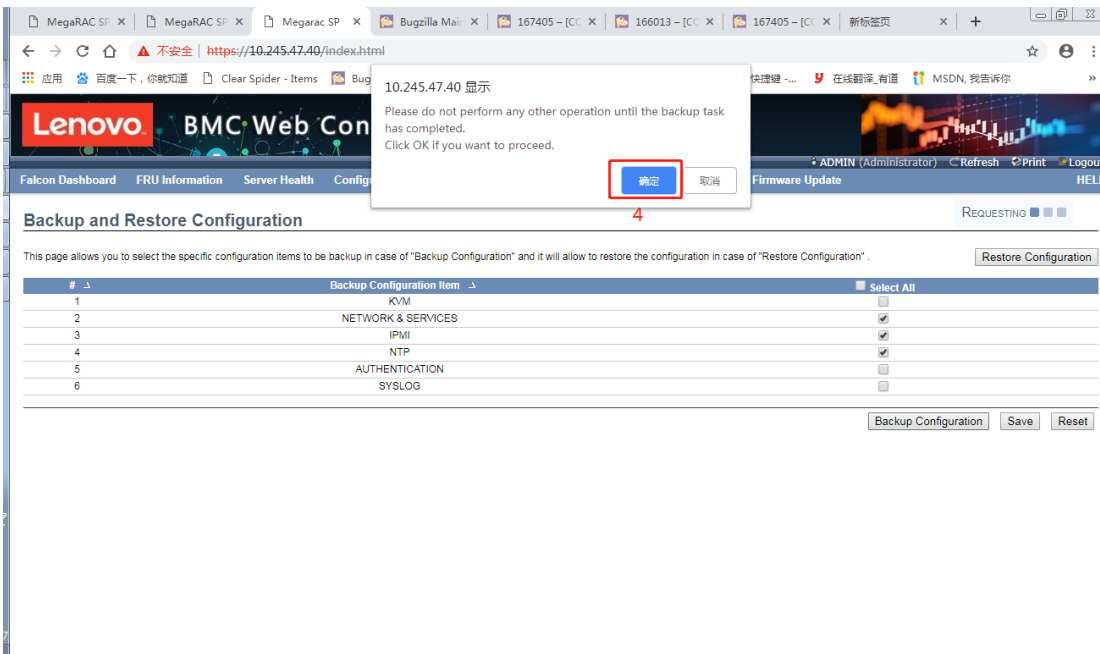 MegaRAC SP
MegaRAC SP
Megarac SP
Bugzilla Main
167405 – [CC
166013 – [CC
167405 – [CC
新标签页
不安全 | https://10.245.47.40/index.html
应用
百度一下，你就知道
Clear Spider - Items
Bug
快捷键 -...
在线翻译_有道
MSDN, 我告诉你
»
10.245.47.40 显示
Please do not perform any other operation until the backup task
has completed.
Click OK if you want to proceed.
确定
取消
4
Lenovo
BMC Web Con
ADMIN (Administrator)
Refresh
Print
Logou
Falcon Dashboard
FRU Information
Server Health
Configu
Firmware Update
HEL
Backup and Restore Configuration
REQUESTING
This page allows you to select the specific configuration items to be backup in case of "Backup Configuration" and it will allow to restore the configuration in case of "Restore Configuration" .
Restore Configuration
# Backup Configuration Item Select All
1 KVM
2 NETWORK & SERVICES
3 IPMI
4 NTP
5 AUTHENTICATION
6 SYSLOG
Backup Configuration
Save
Reset